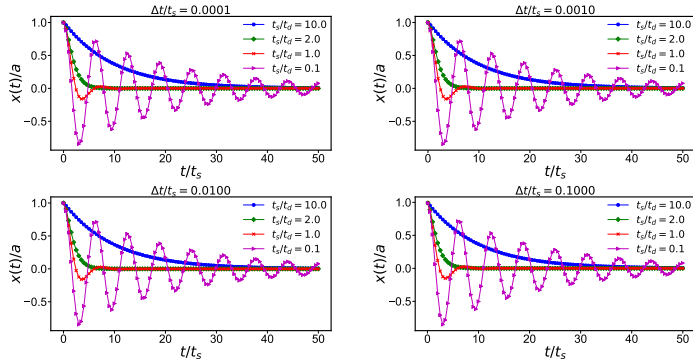 Δt/t_s = 0.0001
x(t)/a
1.0
0.5
0.0
−0.5
0 10 20 30 40 50
t/t_s
t_s/t_d = 10.0
t_s/t_d = 2.0
t_s/t_d = 1.0
t_s/t_d = 0.1
Δt/t_s = 0.0010
x(t)/a
1.0
0.5
0.0
−0.5
0 10 20 30 40 50
t/t_s
t_s/t_d = 10.0
t_s/t_d = 2.0
t_s/t_d = 1.0
t_s/t_d = 0.1
Δt/t_s = 0.0100
x(t)/a
1.0
0.5
0.0
−0.5
0 10 20 30 40 50
t/t_s
t_s/t_d = 10.0
t_s/t_d = 2.0
t_s/t_d = 1.0
t_s/t_d = 0.1
Δt/t_s = 0.1000
x(t)/a
1.0
0.5
0.0
−0.5
0 10 20 30 40 50
t/t_s
t_s/t_d = 10.0
t_s/t_d = 2.0
t_s/t_d = 1.0
t_s/t_d = 0.1